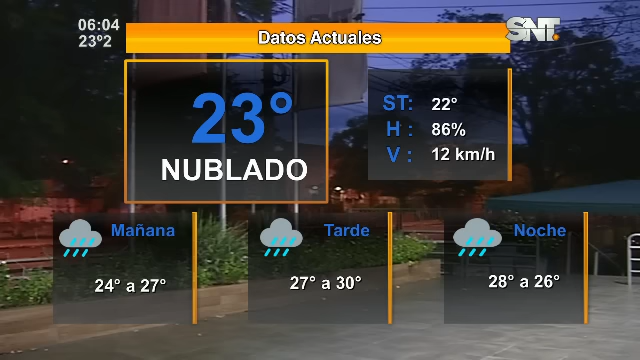 06:04
23°2
Datos Actuales
SNT.
23°
NUBLADO
ST: 22°
H : 86%
V : 12 km/h
Mañana
24° a 27°
Tarde
27° a 30°
Noche
28° a 26°